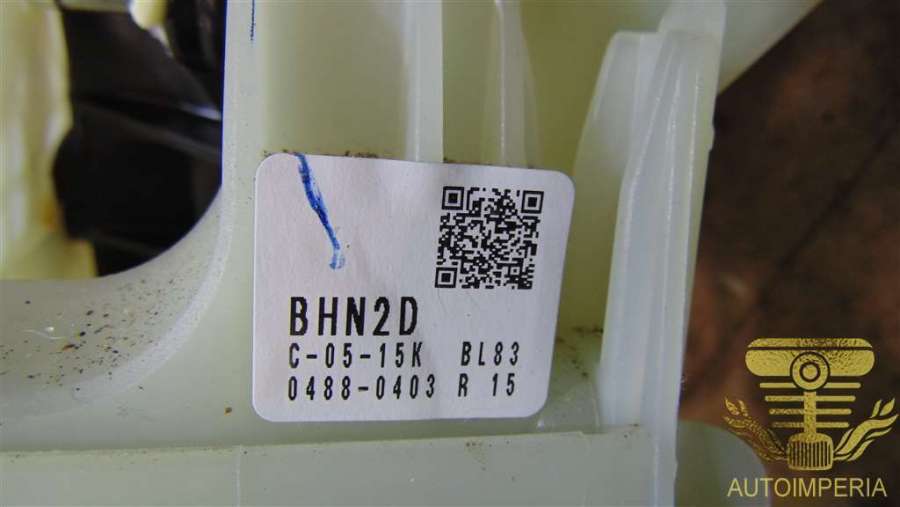 BHN2D
C-05-15K BL83
0488-0403 R 15
AUTOIMPERIA